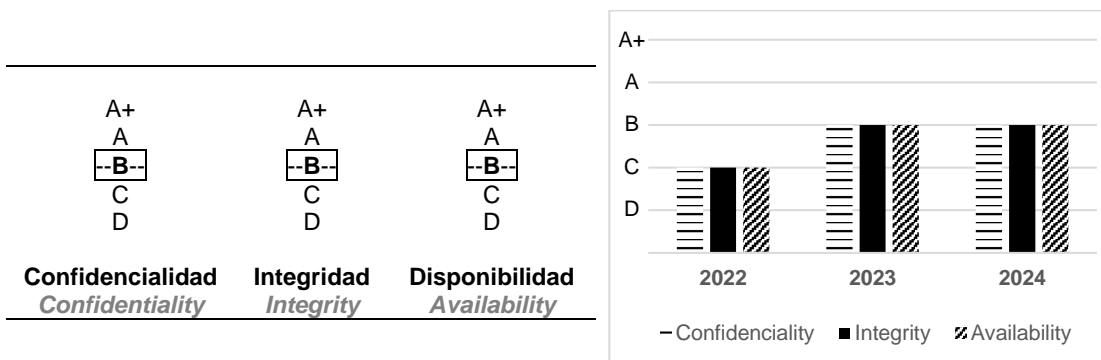 A+ A+ A+
A A A
--B-- --B-- --B--
C C C
D D D
Confidencialidad Integridad Disponibilidad
Confidentiality Integrity Availability
A+
A
B
C
D
2022 2023 2024
Confidenciality Integrity Availability